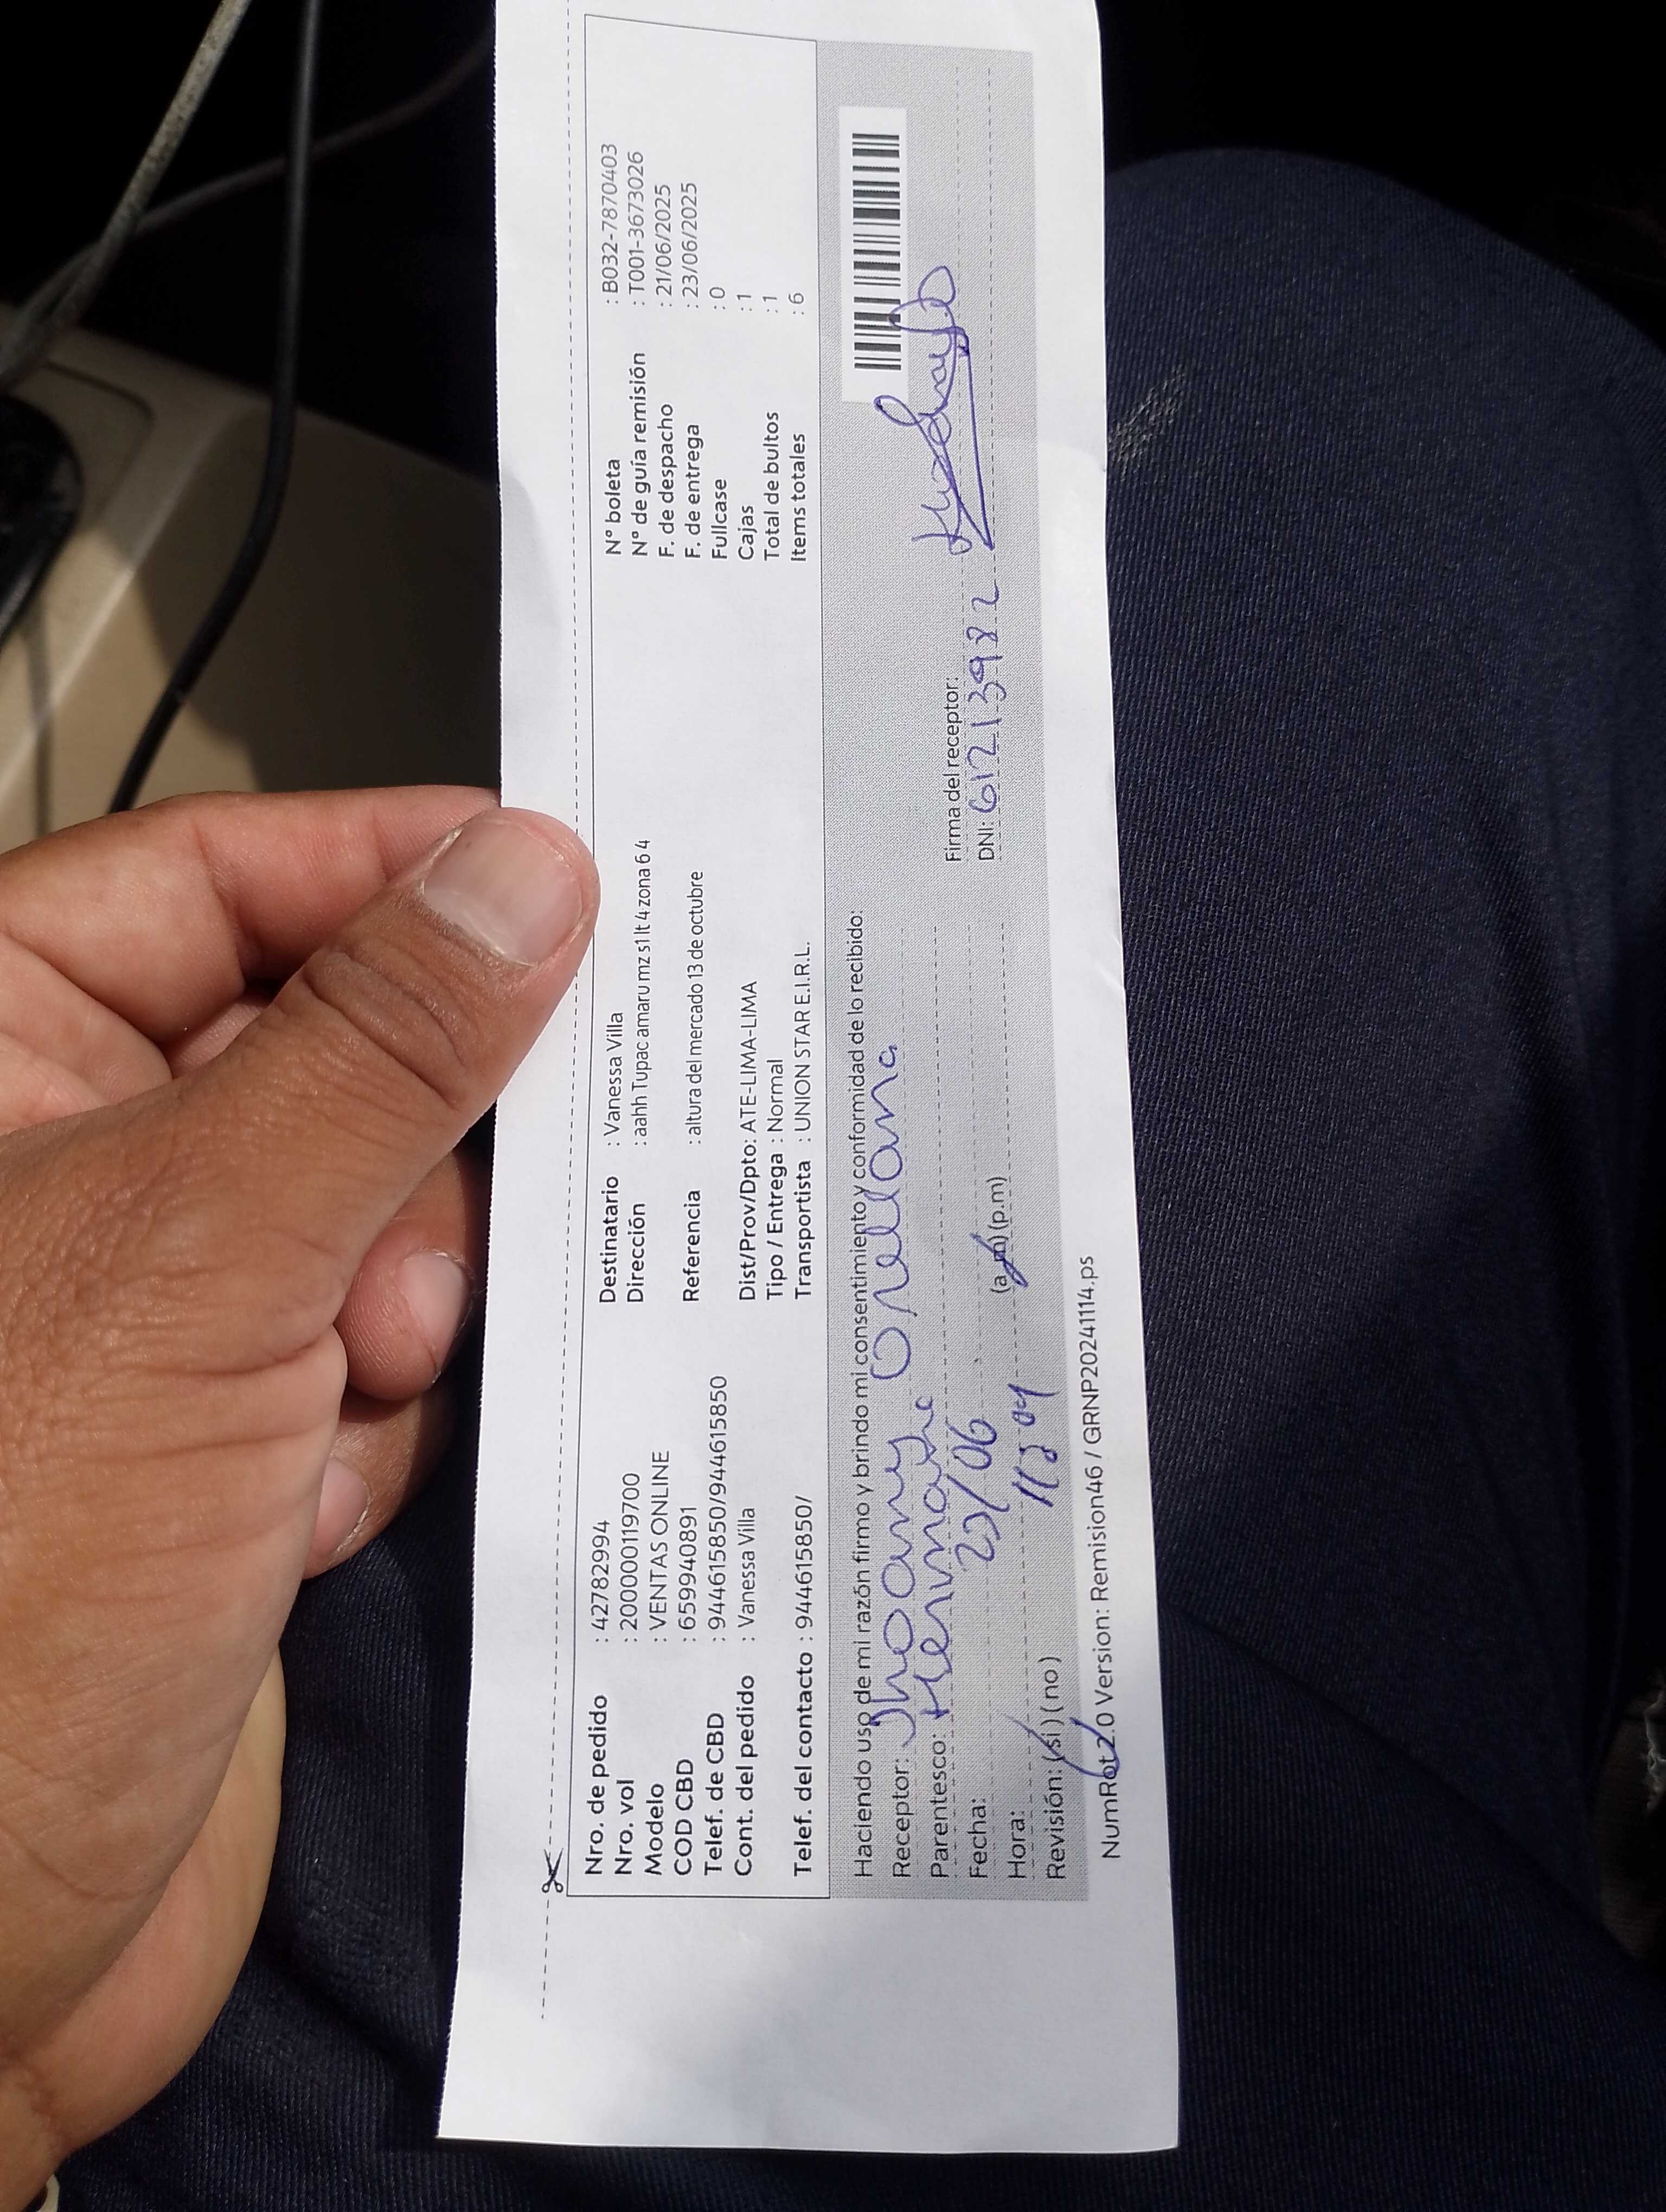 Nro. de pedido : 42782994
Nro. vol : 2000000119700
Modelo : VENTAS ONLINE
COD CBD : 6599940891
Telef. de CBD : 944615850/944615850
Cont. del pedido : Vanessa Villa
Telef. del contacto : 944615850/
Destinatario : Vanessa Villa
Dirección : aahh Tupac amaru mz s1 lt 4 zona 6 4
Referencia : altura del mercado 13 de octubre
Dist/Prov/Dpto: ATE-LIMA-LIMA
Tipo / Entrega : Normal
Transportista : UNION STAR E.I.R.L.
N° boleta : B032-7870403
N° de guía remisión : T001-3673026
F. de despacho : 21/06/2025
F. de entrega : 23/06/2025
Fullcase : 0
Cajas : 1
Total de bultos : 1
Items totales : 6
Haciendo uso de mi razón firmo y brindo mi consentimiento y conformidad de lo recibido:
Receptor: Jhoany Orellana
Parentesco:
Fecha: 23/06
Hora: (a.m)(p.m)
Revisión: (si) (no)
Firma del receptor:
DNI: 61213982
NumRot2.0 Version: Remision46 / GRNP20241114.ps